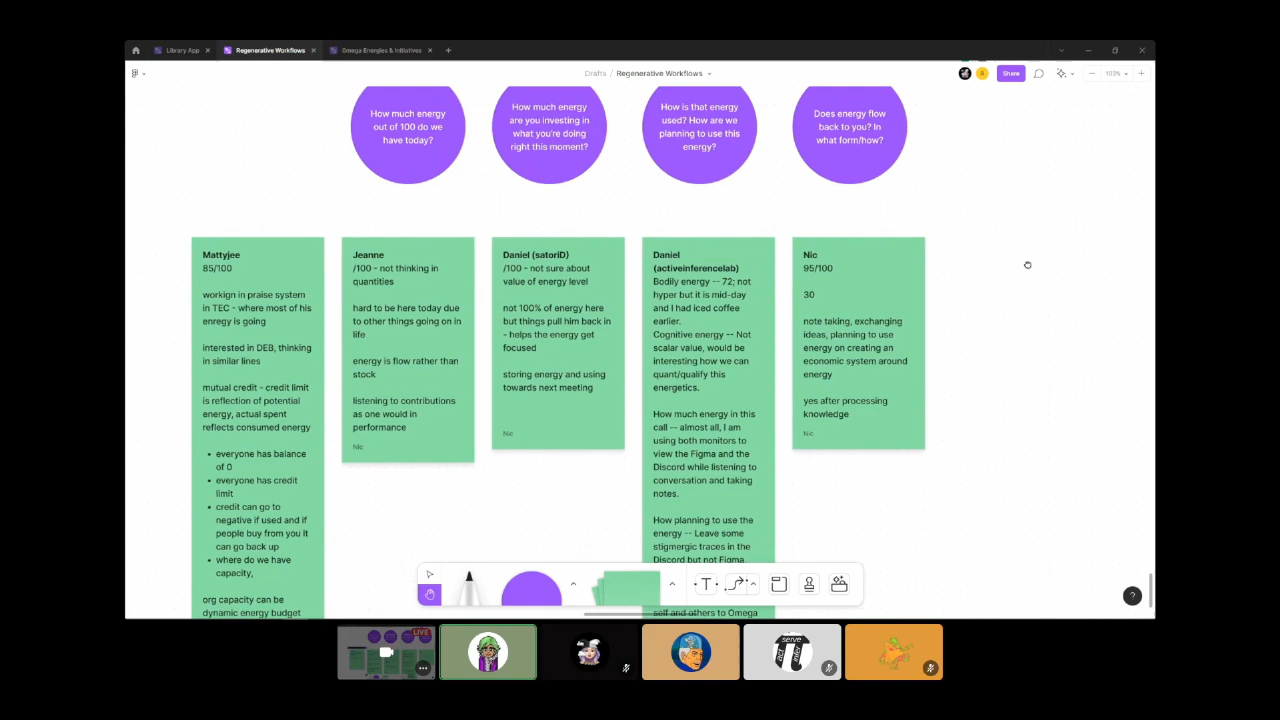 Library App
Regenerative Workflows
Omega Energies & Initiatives
Drafts / Regenerative Workflows
Share
103%
How much energy
out of 100 do we
have today?
How much energy
are you investing in
what you're doing
right this moment?
How is that energy
used? How are we
planning to use this
energy?
Does energy flow
back to you? In
what form/how?
Mattyjee
85/100
workign in praise system
in TEC - where most of his
enregy is going
interested in DEB, thinking
in similar lines
mutual credit - credit limit
is reflection of potential
energy, actual spent
reflects consumed energy
• everyone has balance
of 0
• everyone has credit
limit
• credit can go to
negative if used and if
people buy from you it
can go back up
• where do we have
capacity,
org capacity can be
dynamic energy budget
Jeanne
/100 - not thinking in
quantities
hard to be here today due
to other things going on in
life
energy is flow rather than
stock
listening to contributions
as one would in
performance
Nic
Daniel (satoriD)
/100 - not sure about
value of energy level
not 100% of energy here
but things pull him back in
- helps the energy get
focused
storing energy and using
towards next meeting
Nic
Daniel
(activeinferencelab)
Bodily energy -- 72; not
hyper but it is mid-day
and I had iced coffee
earlier.
Cognitive energy -- Not
scalar value, would be
interesting how we can
quant/qualify this
energetics.
How much energy in this
call -- almost all, I am
using both monitors to
view the Figma and the
Discord while listening to
conversation and taking
notes.
How planning to use the
energy -- Leave some
stigmergic traces in the
Discord but not Figma.
self and others to Omega
Nic
95/100
30
note taking, exchanging
ideas, planning to use
energy on creating an
economic system around
energy
yes after processing
knowledge
Nic
T
?
LIVE
serve
act
infer